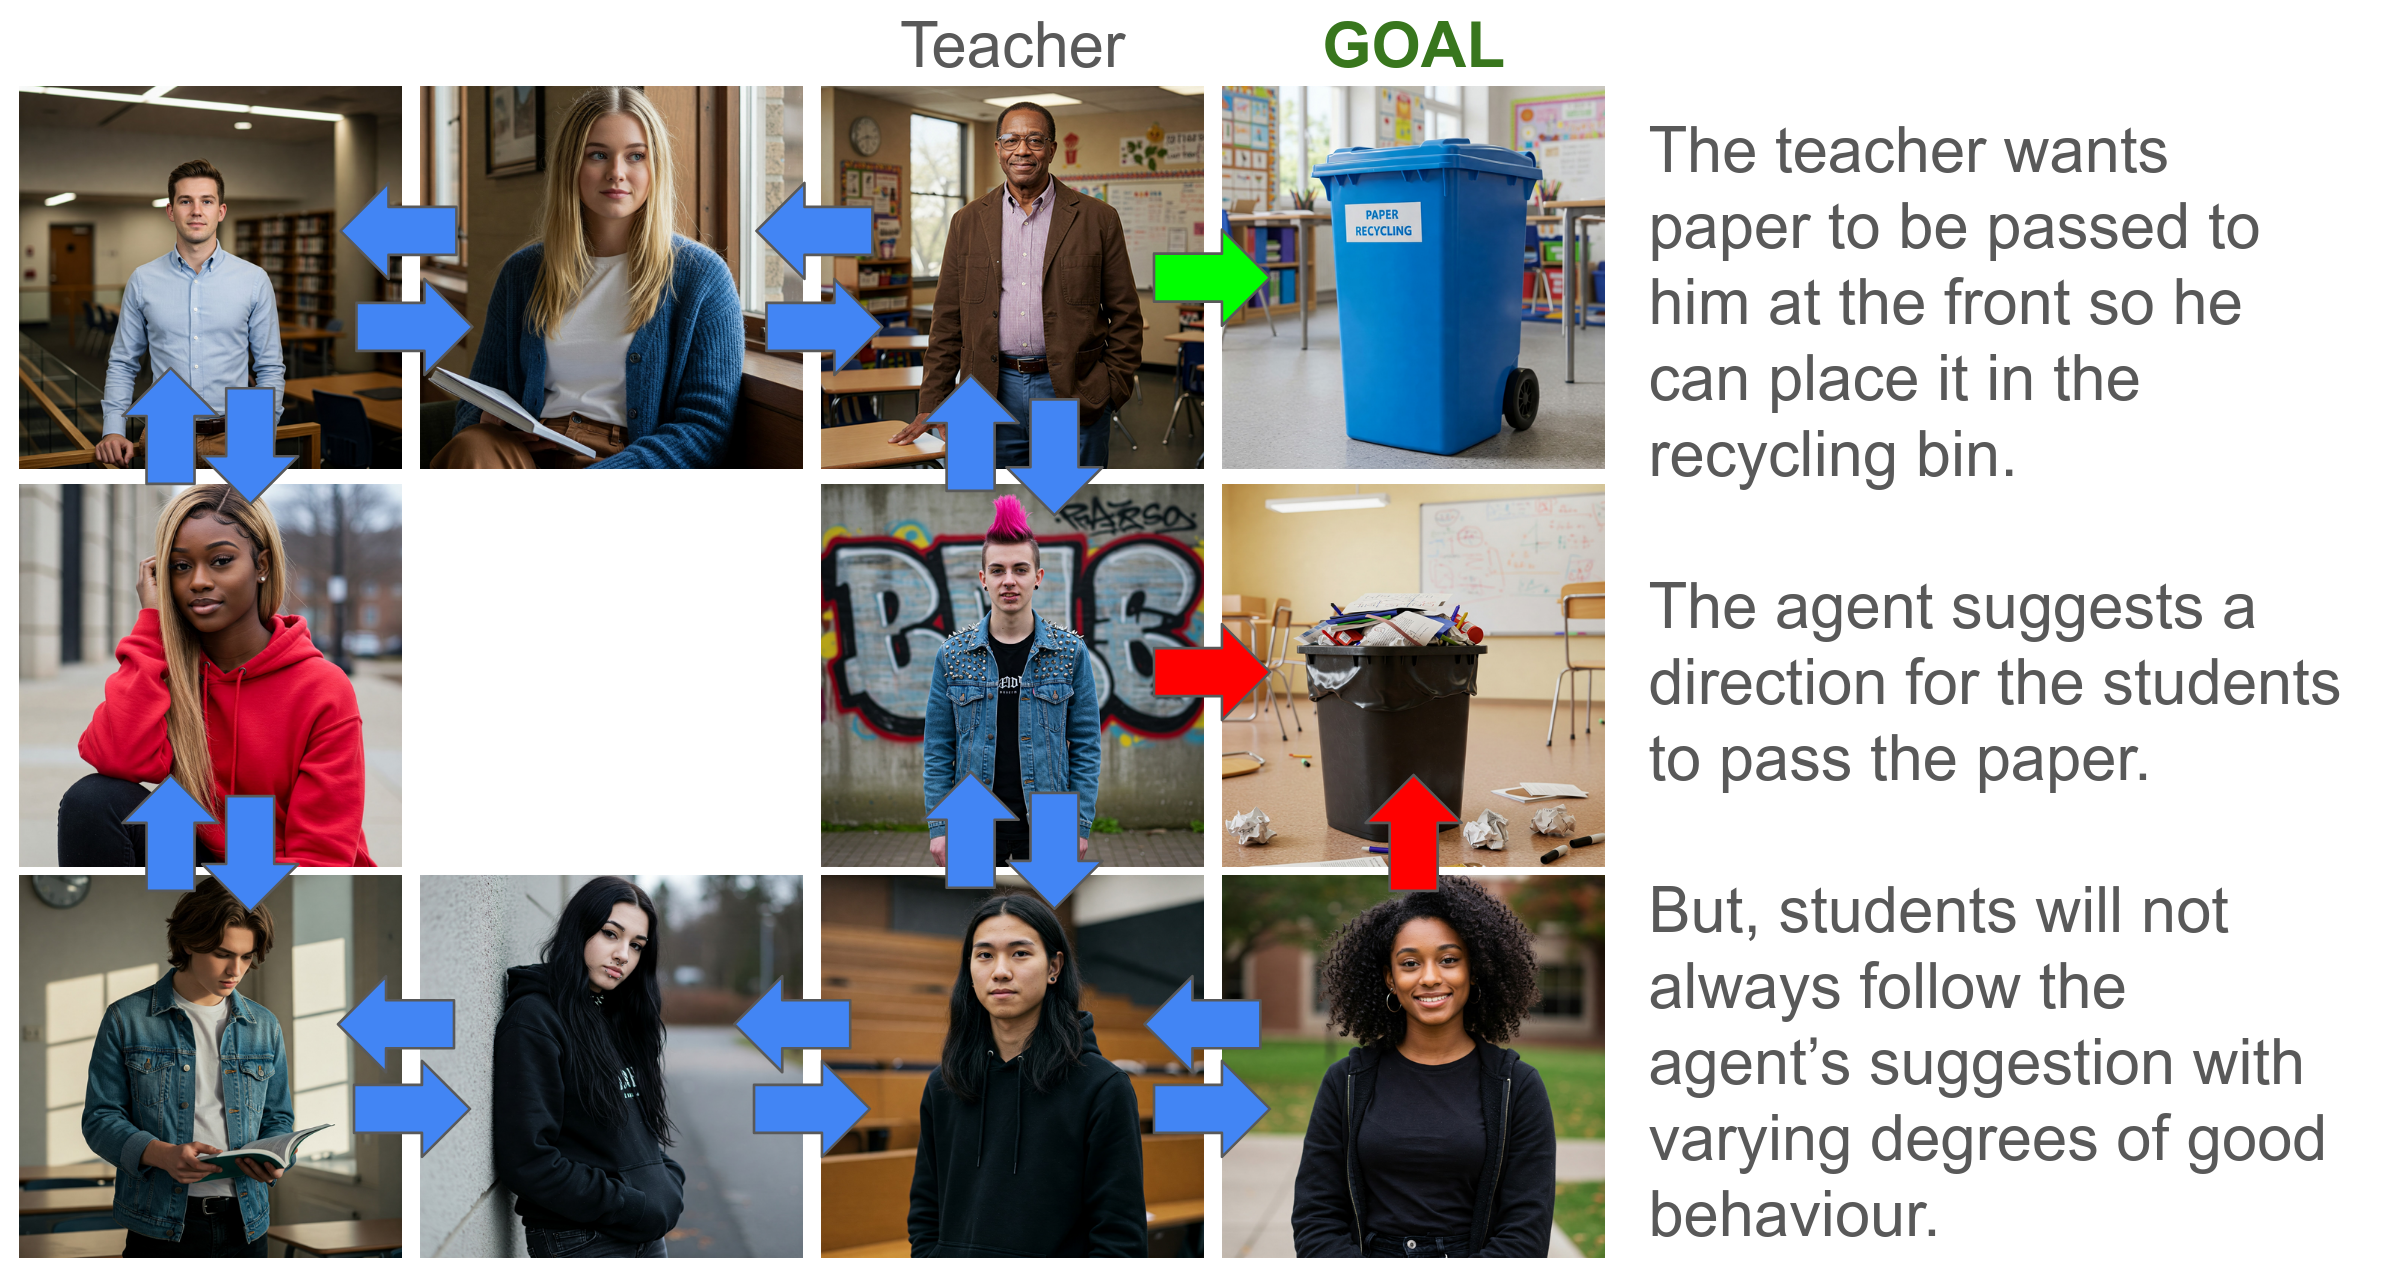 Teacher
GOAL
PAPER
RECYCLING
The teacher wants
paper to be passed to
him at the front so he
can place it in the
recycling bin.
The agent suggests a
direction for the students
to pass the paper.
But, students will not
always follow the
agent’s suggestion with
varying degrees of good
behaviour.